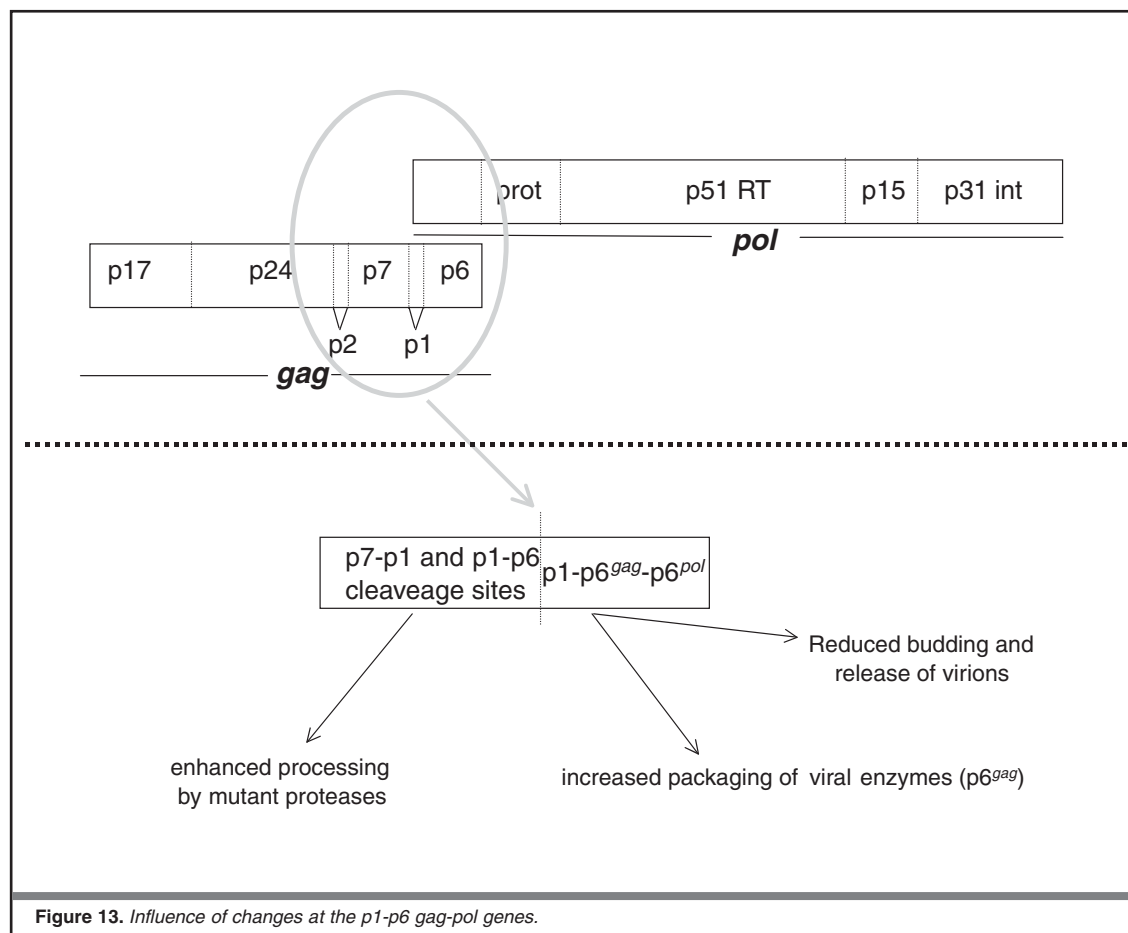 prot p51 RT p15 p31 int
pol
p17 p24 p7 p6
p2 p1
gag
p7-p1 and p1-p6
cleaveage sites
p1-p6gag-p6pol
Reduced budding and
release of virions
enhanced processing
by mutant proteases
increased packaging of viral enzymes (p6gag)
Figure 13. Influence of changes at the p1-p6 gag-pol genes.